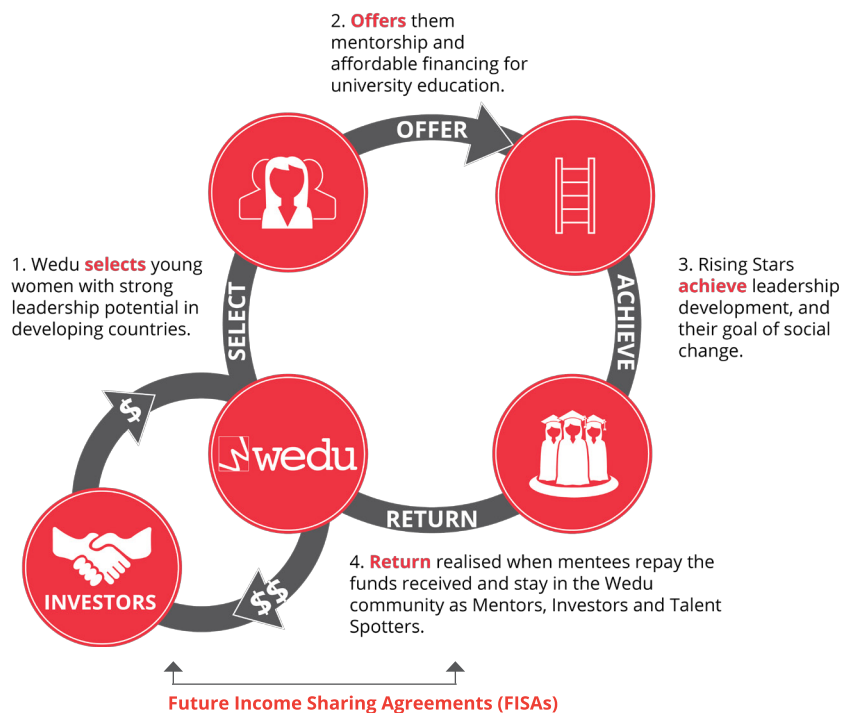 2. Offers them
mentorship and
affordable financing for
university education.
OFFER
1. Wedu selects young
women with strong
leadership potential in
developing countries.
SELECT
ACHIEVE
3. Rising Stars
achieve leadership
development, and
their goal of social
change.
$
wedu
RETURN
INVESTORS
$$
4. Return realised when mentees repay the
funds received and stay in the Wedu
community as Mentors, Investors and Talent
Spotters.
Future Income Sharing Agreements (FISAs)